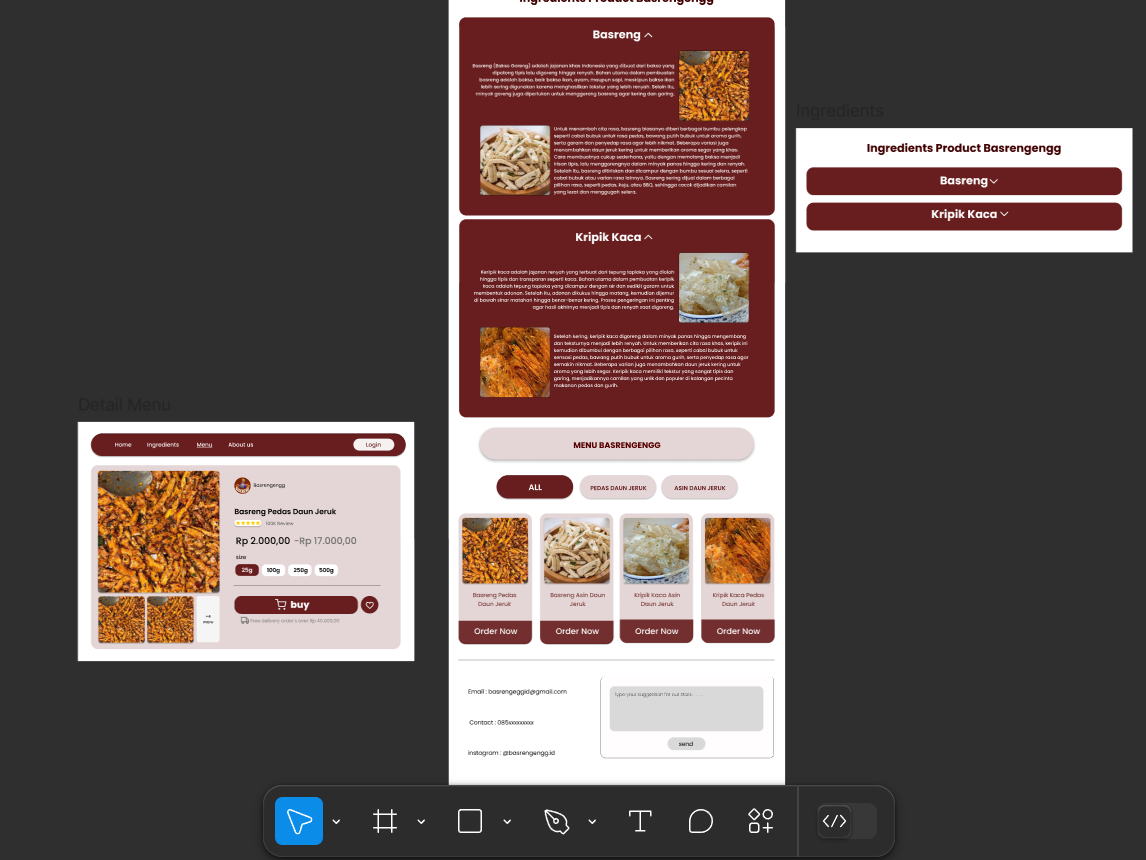 Ingredients Product Basrengengg
Basreng
Basreng (Bakso Goreng) adalah jajanan khas Indonesia yang dibuat dari bakso yang
dipotong tipis lalu digoreng hingga renyah. Bahan utama dalam pembuatan
basreng adalah bakso, baik bakso ikan, ayam, maupun sapi, meskipun bakso ikan
lebih sering digunakan karena menghasilkan tekstur yang lebih renyah. Selain itu,
minyak goreng juga diperlukan untuk menggoreng basreng agar kering dan garing.
Untuk menambah cita rasa, basreng biasanya diberi berbagai bumbu pelengkap
seperti cabai bubuk untuk rasa pedas, bawang putih bubuk untuk aroma gurih,
serta garam dan penyedap rasa agar lebih nikmat. Beberapa variasi juga
menambahkan daun jeruk kering untuk memberikan aroma segar yang khas.
Cara membuatnya cukup sederhana, yaitu dengan memotong bakso menjadi
irisan tipis, lalu menggorengnya dalam minyak panas hingga kering dan renyah.
Setelah itu, basreng ditiriskan dan dicampur dengan bumbu sesuai selera, seperti
cabai bubuk atau varian rasa lainnya. Basreng sering dijual dalam berbagai
pilihan rasa, seperti pedas, keju, atau BBQ, sehingga cocok dijadikan camilan
yang lezat dan menggugah selera.
Kripik Kaca
Keripik kaca adalah jajanan renyah yang terbuat dari tepung tapioka yang diolah
hingga tipis dan transparan seperti kaca. Bahan utama dalam pembuatan keripik
kaca adalah tepung tapioka yang dicampur dengan air dan sedikit garam untuk
membentuk adonan. Setelah itu, adonan dikukus hingga matang, kemudian dijemur
di bawah sinar matahari hingga benar-benar kering. Proses pengeringan ini penting
agar hasil akhirnya menjadi tipis dan renyah saat digoreng.
Setelah kering, keripik kaca digoreng dalam minyak panas hingga mengembang
dan teksturnya menjadi lebih renyah. Untuk memberikan cita rasa khas, keripik ini
kemudian dibumbui dengan berbagai pilihan rasa, seperti cabai bubuk untuk
sensasi pedas, bawang putih bubuk untuk aroma gurih, serta penyedap rasa agar
semakin nikmat. Beberapa varian juga menambahkan daun jeruk kering untuk
aroma yang lebih segar. Keripik kaca memiliki tekstur yang sangat tipis dan
garing, menjadikannya camilan yang unik dan populer di kalangan pecinta
makanan pedas dan gurih.
MENU BASRENGENGG
ALL
PEDAS DAUN JERUK
ASIN DAUN JERUK
Basreng Pedas
Daun Jeruk
Order Now
Basreng Asin Daun
Jeruk
Order Now
Kripik Kaca Asin
Daun Jeruk
Order Now
Kripik Kaca Pedas
Daun Jeruk
Order Now
Email : basrengeggid@gmail.com
Contact : 085xxxxxxxxx
instagram : @basrengengg.id
type your suggestion for our store. . . . .
send
Ingredients
Ingredients Product Basrengengg
Basreng
Kripik Kaca
Detail Menu
Home
Ingredients
Menu
About us
Login
Basrengengg
Basreng Pedas Daun Jeruk
Rp 2.000,00 -Rp 17.000,00
size
25g
100g
250g
500g
buy
Free delivery order's over Rp 40.000,00
more